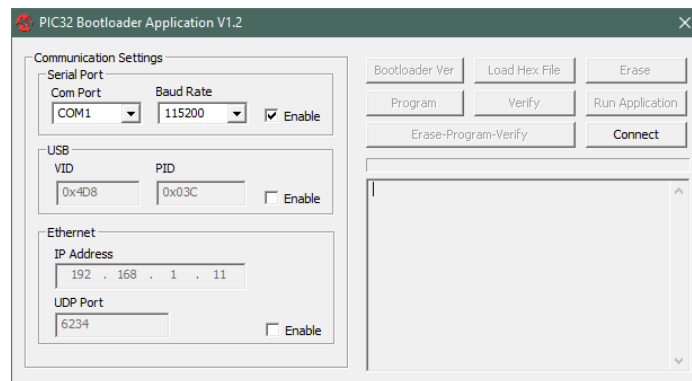 PIC32 Bootloader Application V1.2
Communication Settings
Serial Port
Com Port Baud Rate
COM1 115200 Enable
USB
VID PID
0x4D8 0x03C Enable
Ethernet
IP Address
192 . 168 . 1 . 11
UDP Port
6234 Enable
Bootloader Ver Load Hex File Erase
Program Verify Run Application
Erase-Program-Verify Connect